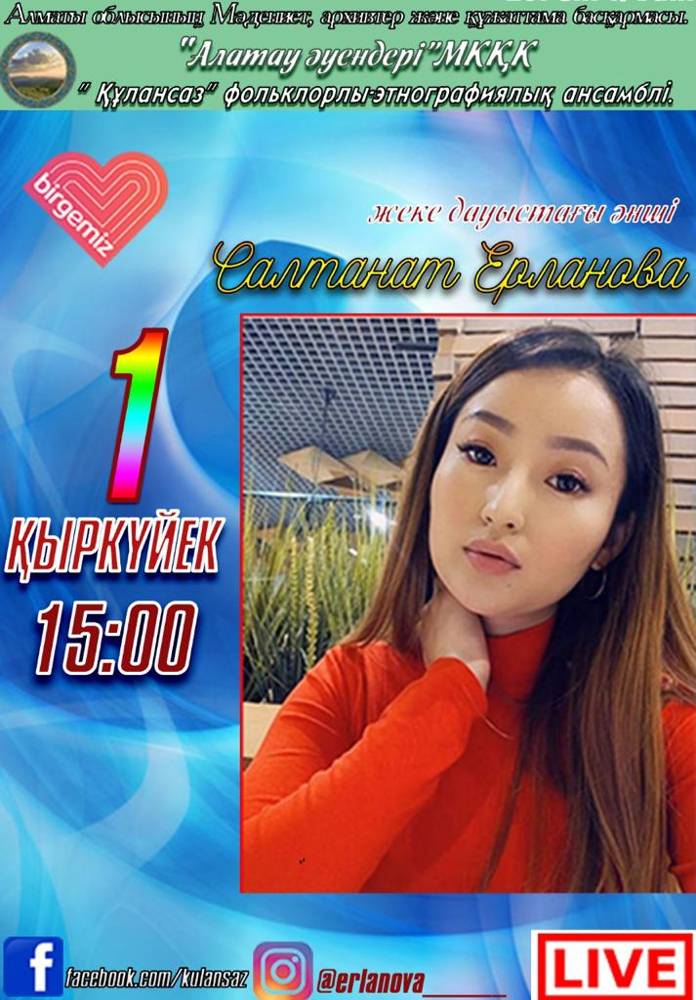 Алматы облысының Мәдениет, архивтер және құжаттама басқармасы.
"Алатау әуендері"МКҚК
" Құлансаз" фольклорлы-этнографиялық ансамблі.
birgemiz
жеке дауыстағы әнші
Салтанат Ерланова
1
ҚЫРКҮЙЕК
15:00
facebook.com/kulansaz
@erlanova______
LIVE